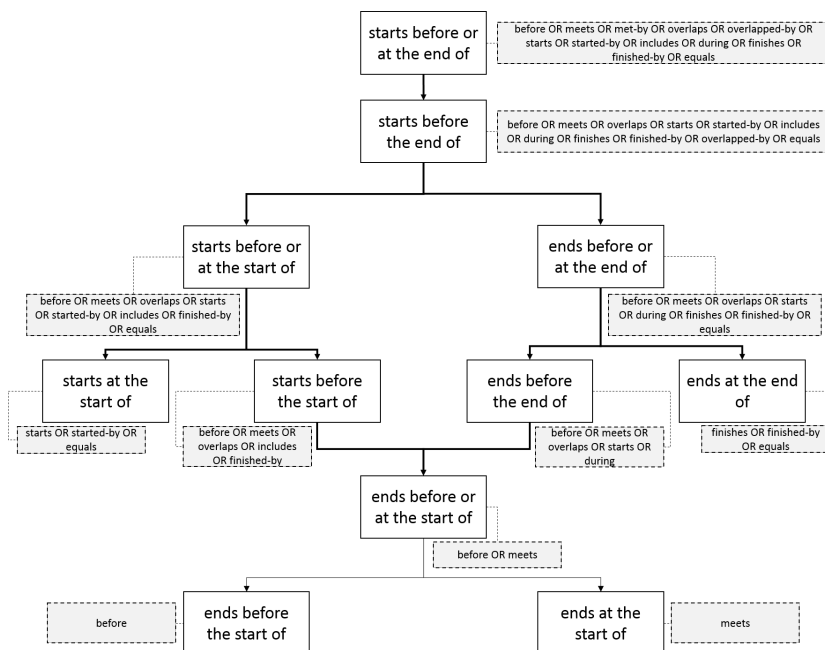 starts before or
at the end of
before OR meets OR met-by OR overlaps OR overlapped-by OR
starts OR started-by OR includes OR during OR finishes OR
finished-by OR equals
starts before
the end of
before OR meets OR overlaps OR starts OR started-by OR includes
OR during OR finishes OR finished-by OR overlapped-by OR equals
starts before or
at the start of
ends before or
at the end of
before OR meets OR overlaps OR starts
OR started-by OR includes OR finished-by
OR equals
before OR meets OR overlaps OR starts
OR during OR finishes OR finished-by OR
equals
starts at the
start of
starts before
the start of
ends before
the end of
ends at the end
of
starts OR started-by OR
equals
before OR meets OR
overlaps OR includes
OR finished-by
before OR meets OR
overlaps OR starts OR
during
finishes OR finished-by
OR equals
ends before or
at the start of
before OR meets
before
ends before
the start of
ends at the
start of
meets